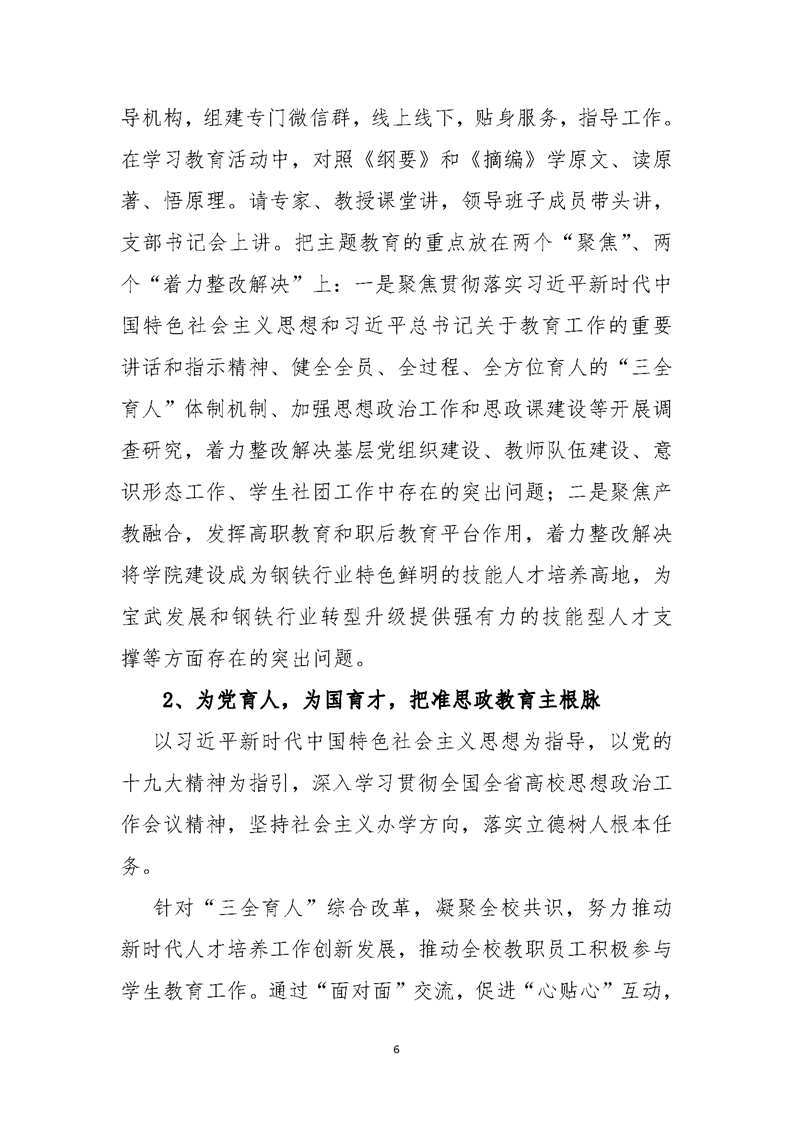 导机构，组建专门微信群，线上线下，贴身服务，指导工作。
在学习教育活动中，对照《纲要》和《摘编》学原文、读原
著、悟原理。请专家、教授课堂讲，领导班子成员带头讲，
支部书记会上讲。把主题教育的重点放在两个“聚焦”、两
个“着力整改解决”上：一是聚焦贯彻落实习近平新时代中
国特色社会主义思想和习近平总书记关于教育工作的重要
讲话和指示精神、健全全员、全过程、全方位育人的“三全
育人”体制机制、加强思想政治工作和思政课建设等开展调
查研究，着力整改解决基层党组织建设、教师队伍建设、意
识形态工作、学生社团工作中存在的突出问题；二是聚焦产
教融合，发挥高职教育和职后教育平台作用，着力整改解决
将学院建设成为钢铁行业特色鲜明的技能人才培养高地，为
宝武发展和钢铁行业转型升级提供强有力的技能型人才支
撑等方面存在的突出问题。
2、为党育人，为国育才，把准思政教育主根脉
以习近平新时代中国特色社会主义思想为指导，以党的
十九大精神为指引，深入学习贯彻全国全省高校思想政治工
作会议精神，坚持社会主义办学方向，落实立德树人根本任
务。
针对“三全育人”综合改革，凝聚全校共识，努力推动
新时代人才培养工作创新发展，推动全校教职员工积极参与
学生教育工作。通过“面对面”交流，促进“心贴心”互动，
6